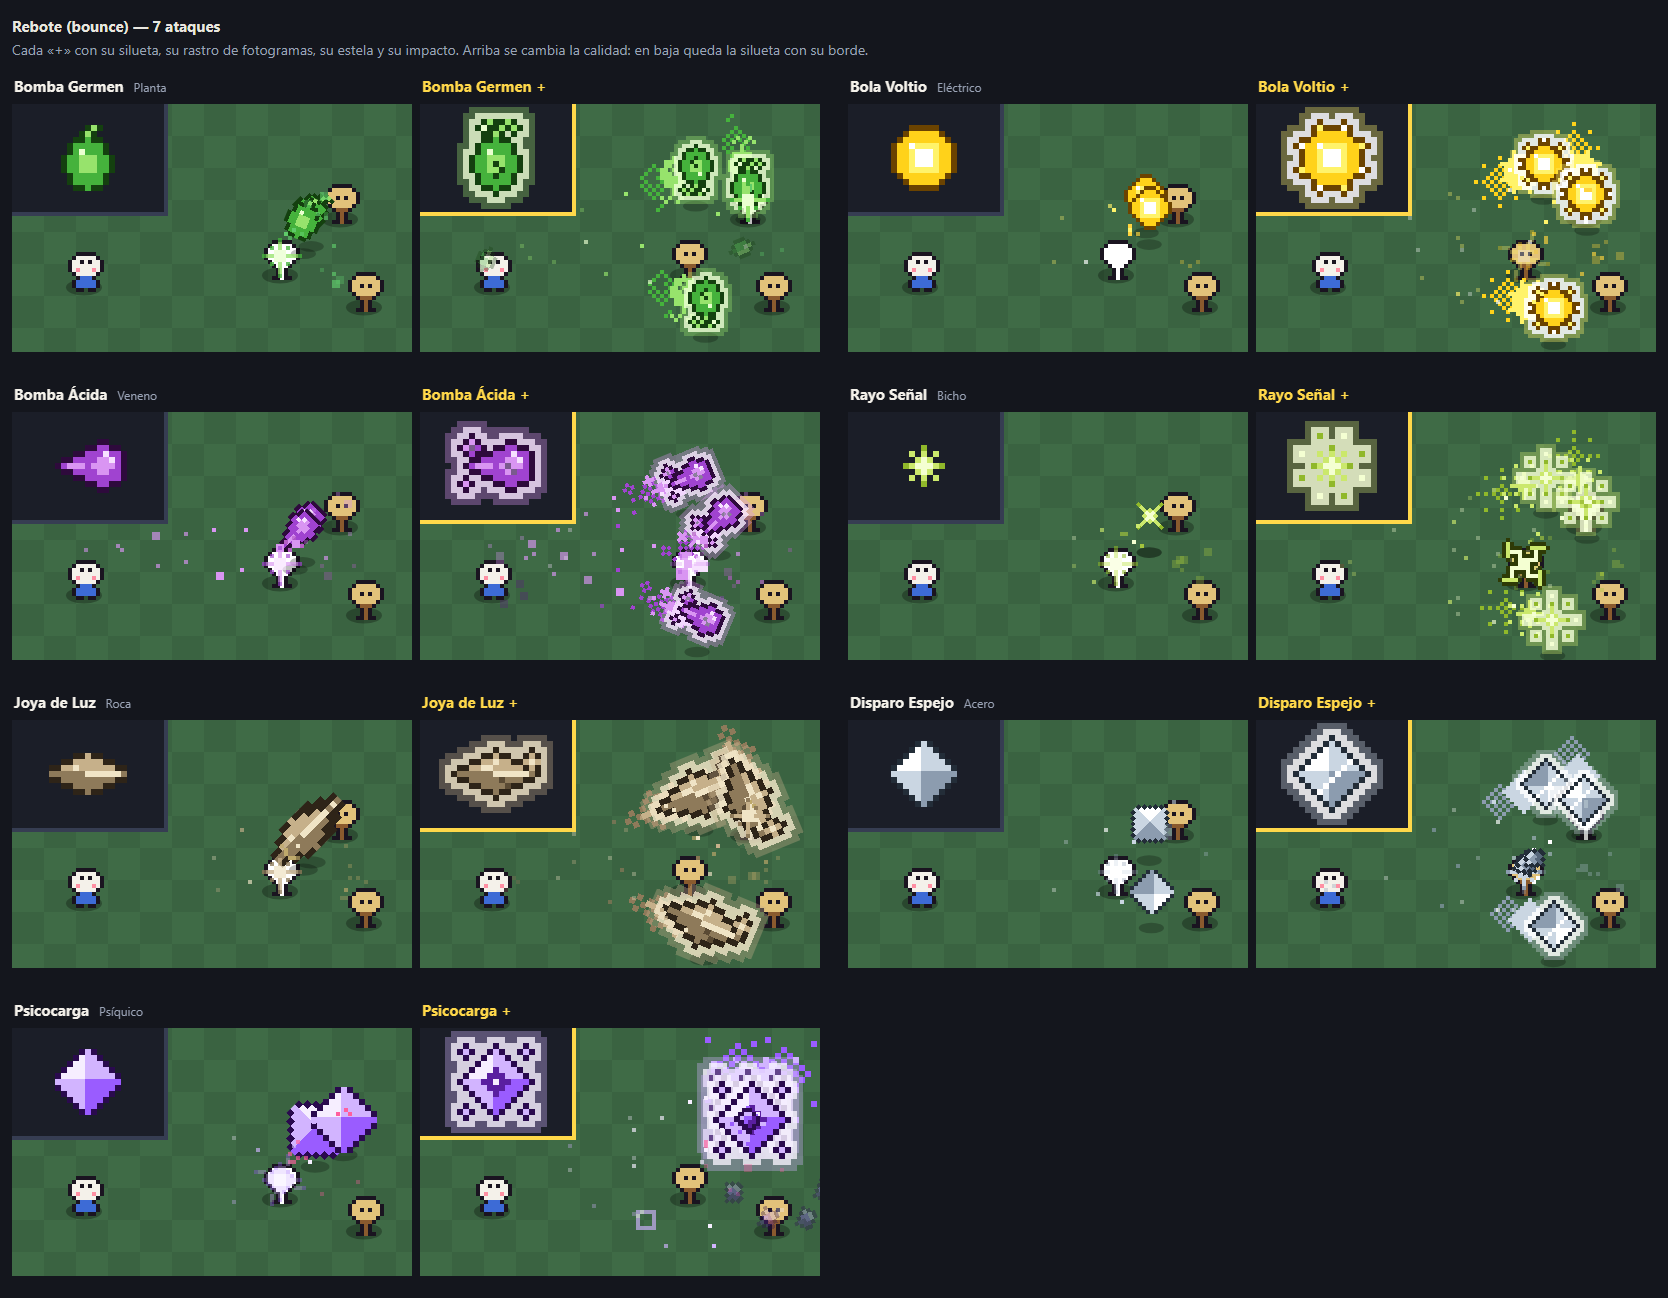 Rebote (bounce) — 7 ataques
Cada «+» con su silueta, su rastro de fotogramas, su estela y su impacto. Arriba se cambia la calidad: en baja queda la silueta con su borde.
Bomba Germen Planta
Bomba Germen +
Bola Voltio Eléctrico
Bola Voltio +
Bomba Ácida Veneno
Bomba Ácida +
Rayo Señal Bicho
Rayo Señal +
Joya de Luz Roca
Joya de Luz +
Disparo Espejo Acero
Disparo Espejo +
Psicocarga Psíquico
Psicocarga +